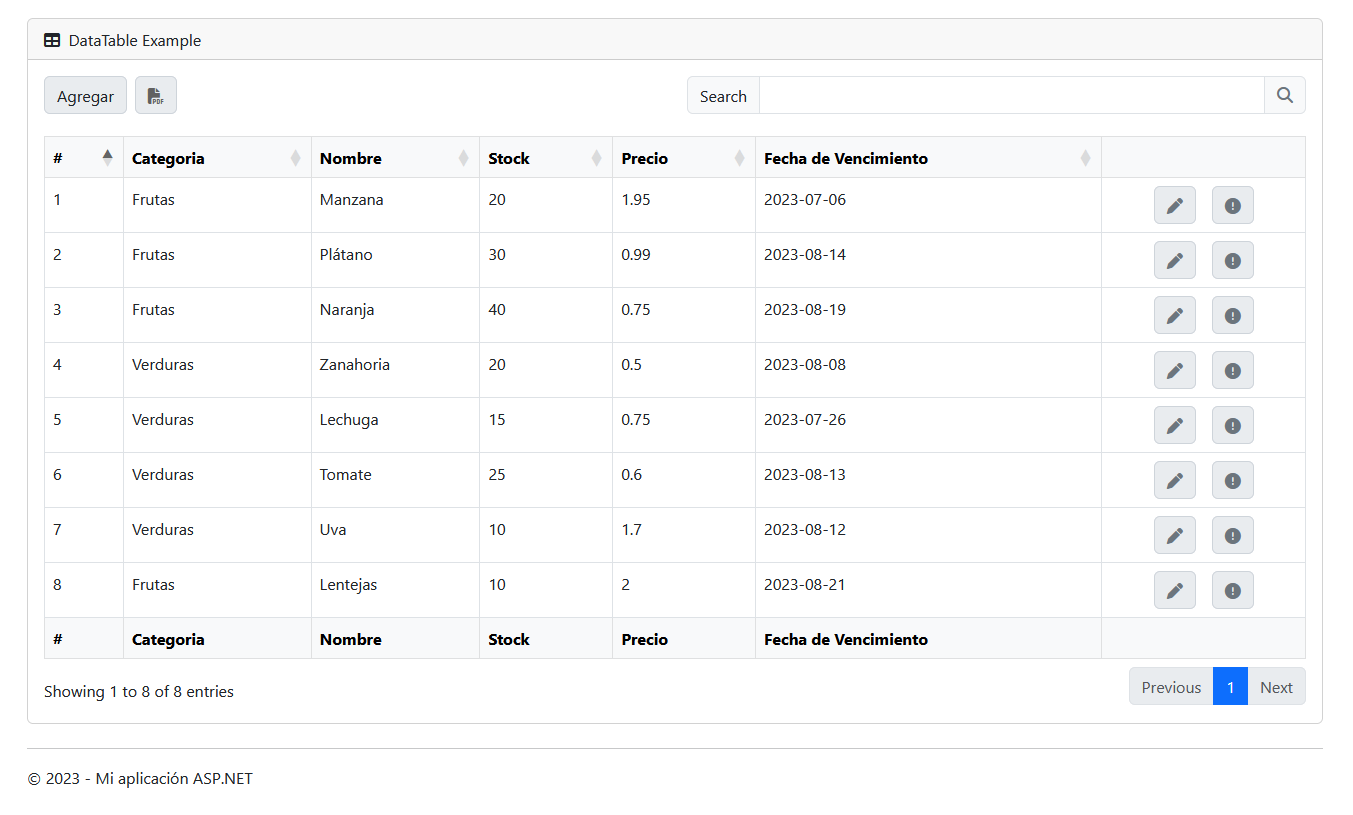 DataTable Example
Agregar PDF Search
# Categoria Nombre Stock Precio Fecha de Vencimiento
1 Frutas Manzana 20 1.95 2023-07-06
2 Frutas Plátano 30 0.99 2023-08-14
3 Frutas Naranja 40 0.75 2023-08-19
4 Verduras Zanahoria 20 0.5 2023-08-08
5 Verduras Lechuga 15 0.75 2023-07-26
6 Verduras Tomate 25 0.6 2023-08-13
7 Verduras Uva 10 1.7 2023-08-12
8 Frutas Lentejas 10 2 2023-08-21
# Categoria Nombre Stock Precio Fecha de Vencimiento
Showing 1 to 8 of 8 entries Previous 1 Next
© 2023 - Mi aplicación ASP.NET